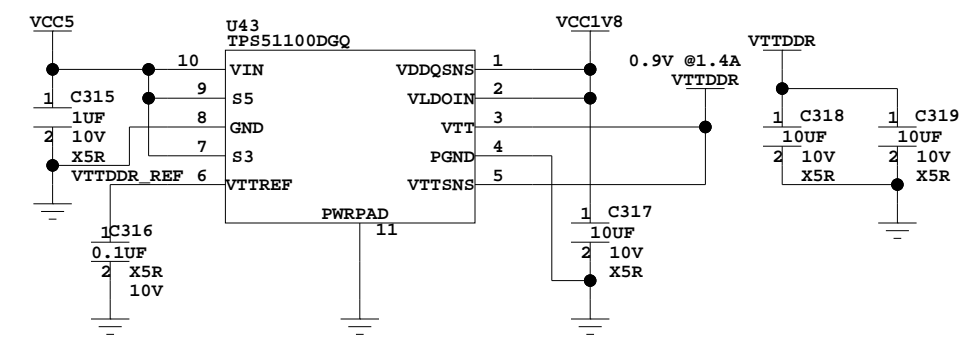 VCC5
U43
TPS51100DGQ
VCC1V8
0.9V @1.4A
VTTDDR
VTTDDR
10 VIN
9 S5
8 GND
7 S3
VTTDDR_REF 6 VTTREF
VDDQSNS 1
VLDOIN 2
VTT 3
PGND 4
VTTSNS 5
PWRPAD
11
1 C315
1UF
2 10V
X5R
1 C316
0.1UF
2 X5R
10V
1 C317
10UF
2 10V
X5R
1 C318
10UF
2 10V
X5R
1 C319
10UF
2 10V
X5R